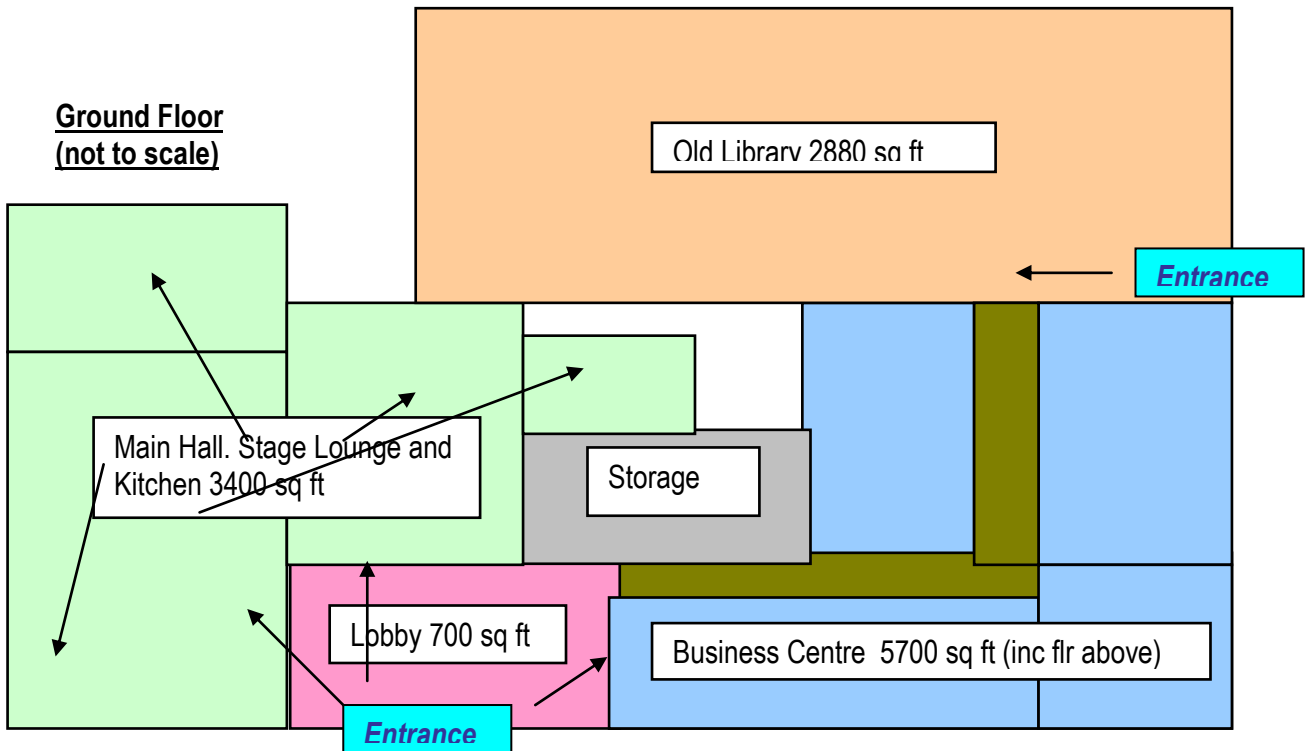 Ground Floor
(not to scale)
Old Library 2880 sq ft
Entrance
Main Hall. Stage Lounge and
Kitchen 3400 sq ft
Storage
Lobby 700 sq ft
Business Centre  5700 sq ft (inc flr above)
Entrance